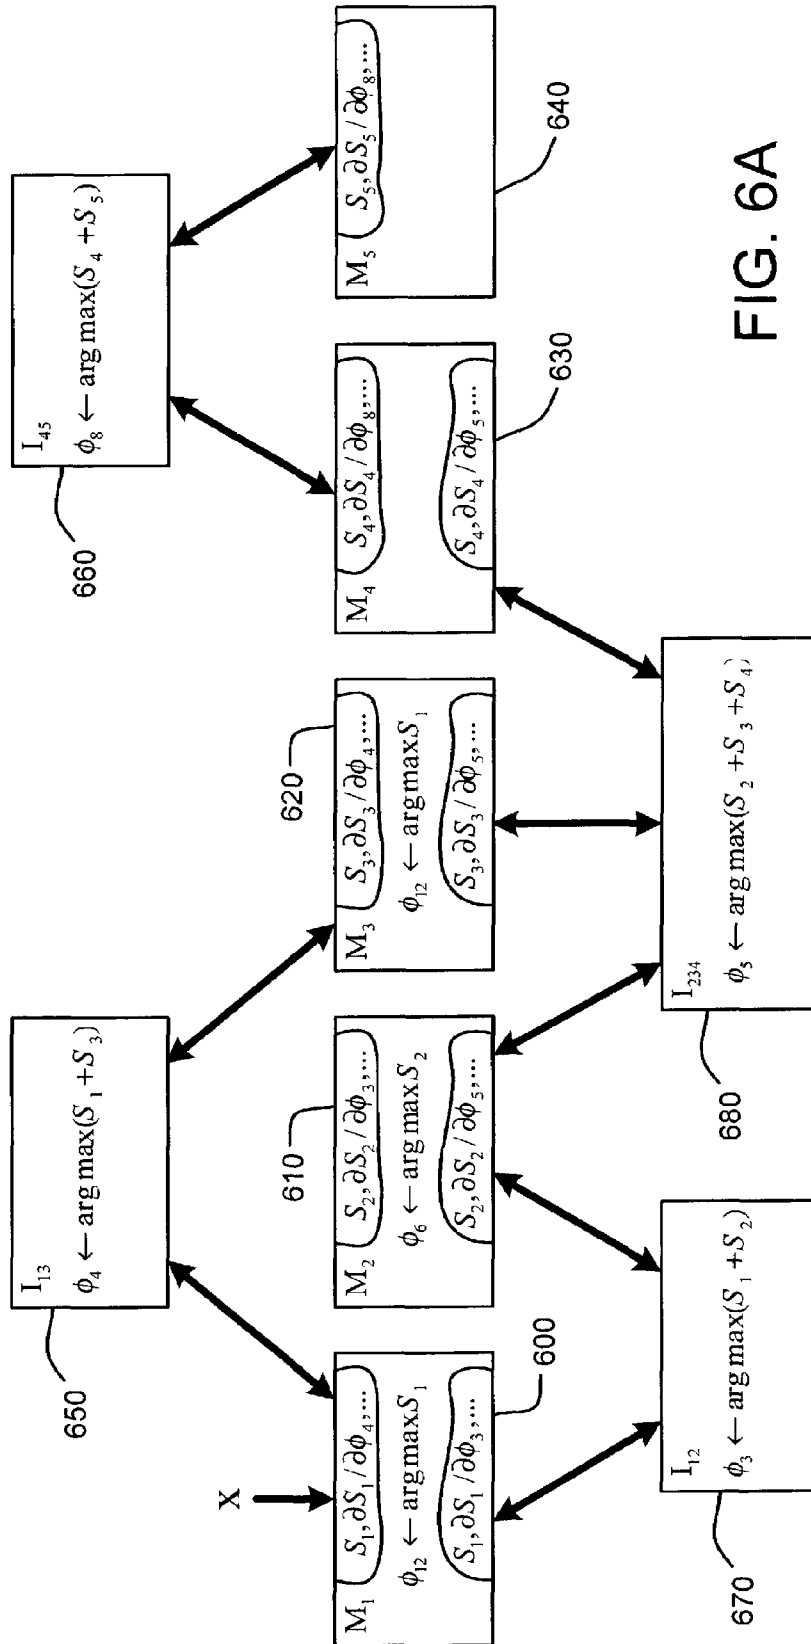 I₁₃
ϕ₄ ← arg max(S₁ + S₃)
650
I₄₅
ϕ₈ ← arg max(S₄ + S₅)
660
X
M₁
S₁, ∂S₁ / ∂ϕ₄, ...
ϕ₁₂ ← arg max S₁
S₁, ∂S₁ / ∂ϕ₃, ...
600
M₂
S₂, ∂S₂ / ∂ϕ₃, ...
ϕ₆ ← arg max S₂
S₂, ∂S₂ / ∂ϕ₅, ...
610
M₃
S₃, ∂S₃ / ∂ϕ₄, ...
ϕ₁₂ ← arg max S₁
S₃, ∂S₃ / ∂ϕ₅, ...
620
M₄
S₄, ∂S₄ / ∂ϕ₈, ...
S₄, ∂S₄ / ∂ϕ₅, ...
630
M₅
S₅, ∂S₅ / ∂ϕ₈, ...
640
I₁₂
ϕ₃ ← arg max(S₁ + S₂)
670
I₂₃₄
ϕ₅ ← arg max(S₂ + S₃ + S₄)
680
FIG. 6A